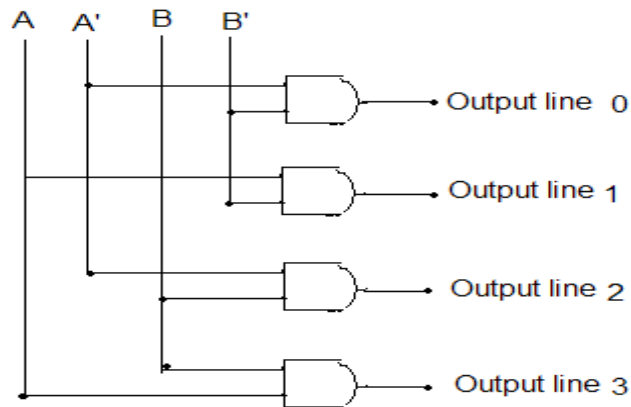 A A' B B'
Output line 0
Output line 1
Output line 2
Output line 3